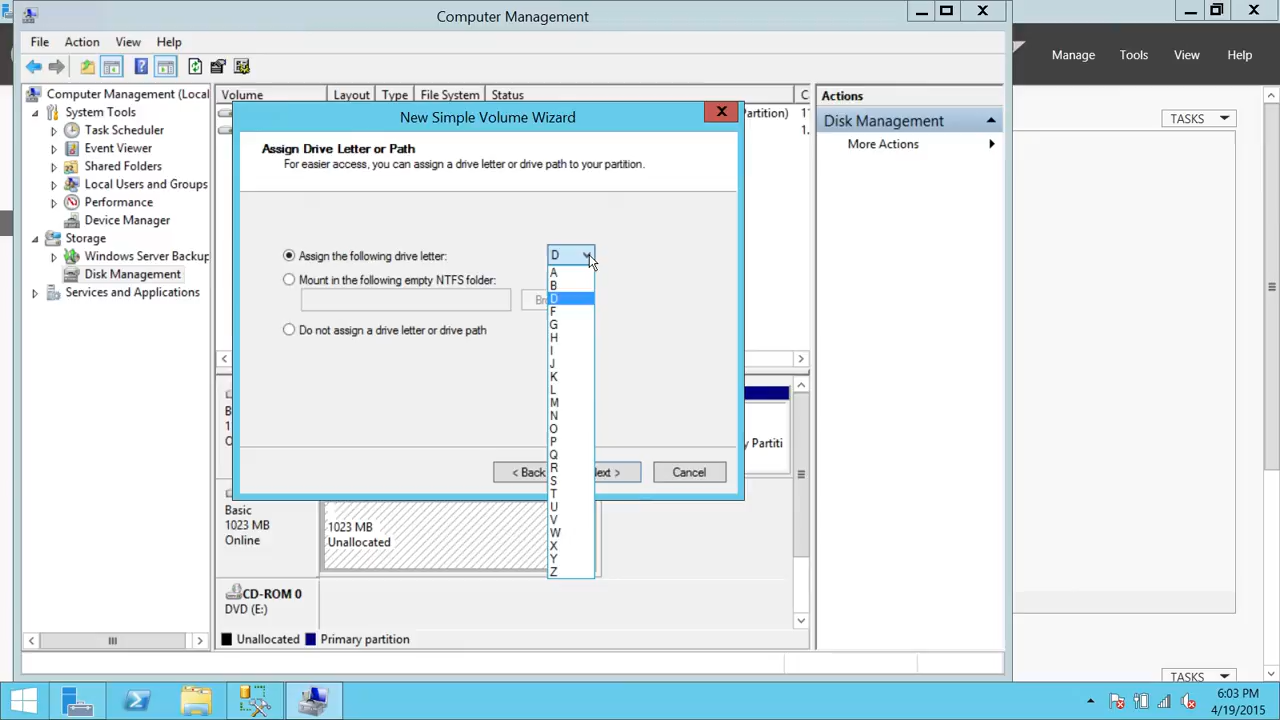 Computer Management
File Action View Help
Manage Tools View Help
Computer Management (Local
System Tools
Task Scheduler
Event Viewer
Shared Folders
Local Users and Groups
Performance
Device Manager
Storage
Windows Server Backup
Disk Management
Services and Applications
Volume Layout Type File System Status
Partition)
Actions
Disk Management
More Actions
TASKS
New Simple Volume Wizard
Assign Drive Letter or Path
For easier access, you can assign a drive letter or drive path to your partition.
Assign the following drive letter:
D
Mount in the following empty NTFS folder:
Do not assign a drive letter or drive path
A
B
D
F
G
H
I
J
K
L
M
N
O
P
Q
R
S
T
U
V
W
X
Y
Z
< Back
Next >
Cancel
y Partiti
Basic
1023 MB
Online
1023 MB
Unallocated
CD-ROM 0
DVD (E:)
Unallocated Primary partition
TASKS
6:03 PM
4/19/2015